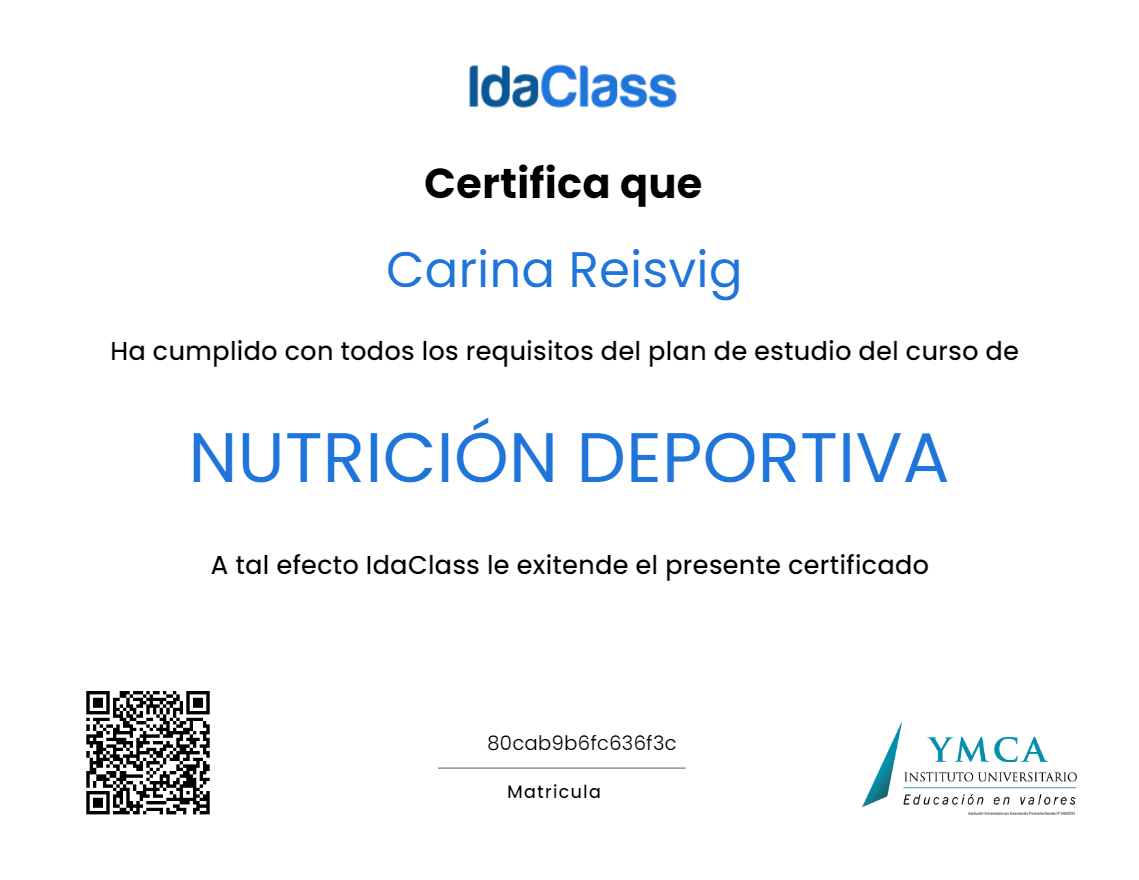 IdaClass
Certifica que
Carina Reisvig
Ha cumplido con todos los requisitos del plan de estudio del curso de
NUTRICIÓN DEPORTIVA
A tal efecto IdaClass le exitende el presente certificado
80cab9b6fc636f3c
Matricula
YMCA
INSTITUTO UNIVERSITARIO
Educación en valores